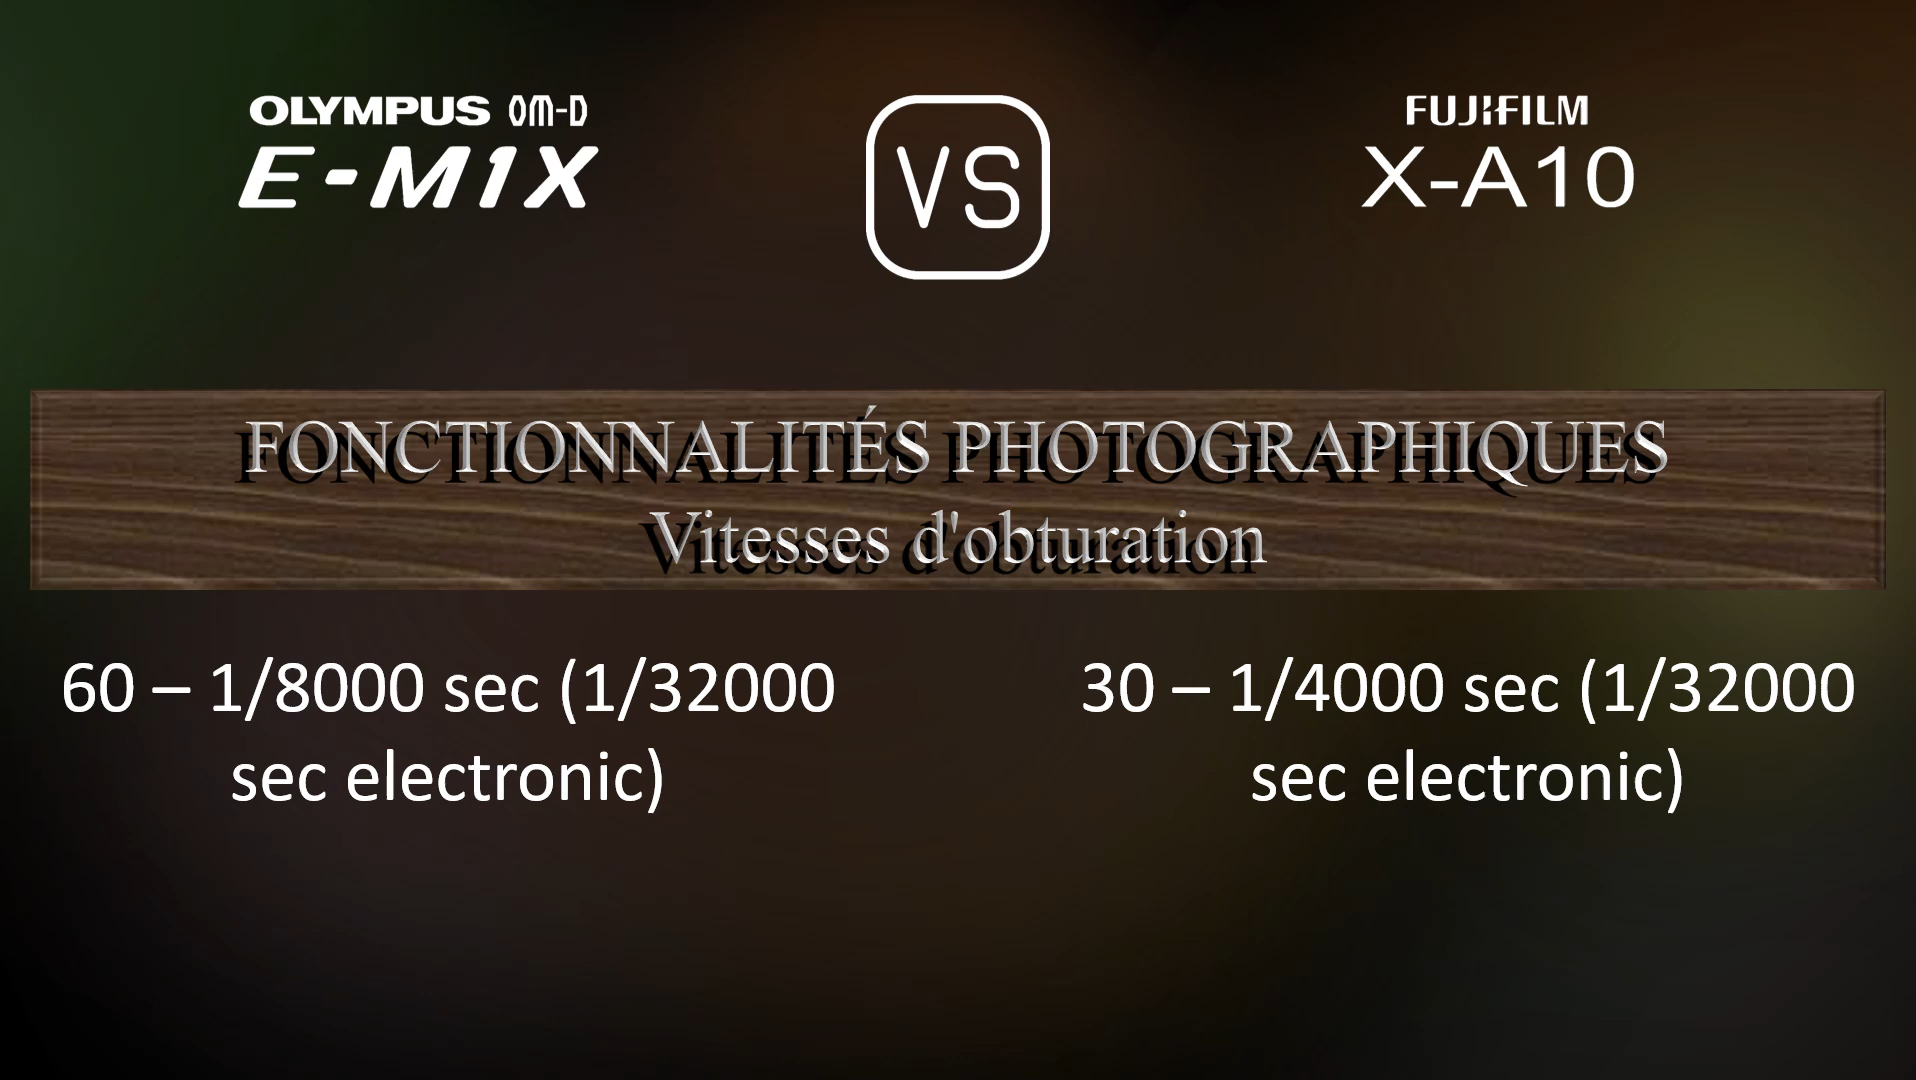 OLYMPUS OM-D
E-M1X
VS
FUJIFILM
X-A10
FONCTIONNALITÉS PHOTOGRAPHIQUES
Vitesses d'obturation
60 – 1/8000 sec (1/32000
sec electronic)
30 – 1/4000 sec (1/32000
sec electronic)